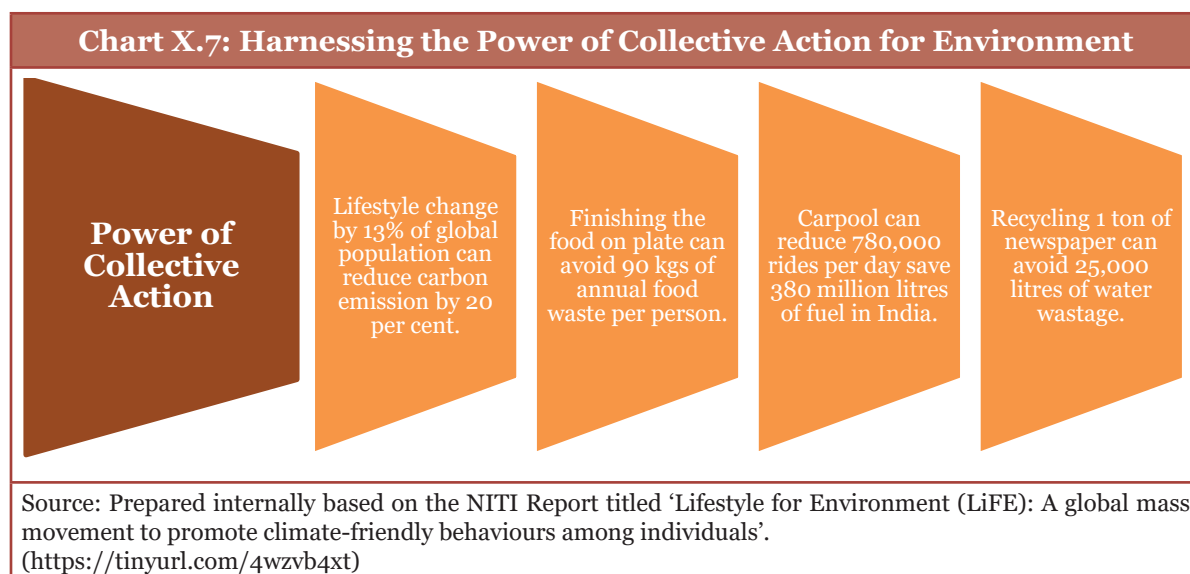 Chart X.7: Harnessing the Power of Collective Action for Environment
Power of
Collective
Action
Lifestyle change
by 13% of global
population can
reduce carbon
emission by 20
per cent.
Finishing the
food on plate can
avoid 90 kgs of
annual food
waste per person.
Carpool can
reduce 780,000
rides per day save
380 million litres
of fuel in India.
Recycling 1 ton of
newspaper can
avoid 25,000
litres of water
wastage.
Source: Prepared internally based on the NITI Report titled ‘Lifestyle for Environment (LiFE): A global mass
movement to promote climate-friendly behaviours among individuals’.
(https://tinyurl.com/4wzvb4xt)